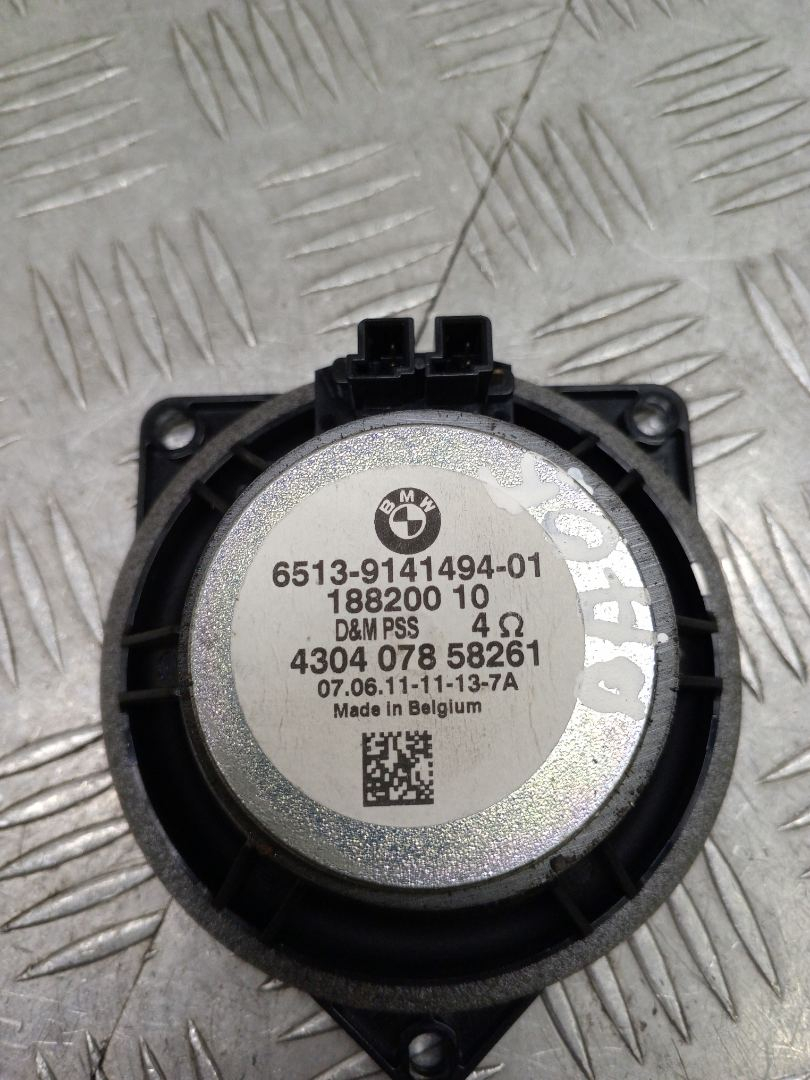 BMW
6513-9141494-01
188200 10
D&M PSS 4 Ω
4304 078 58261
07.06.11-11-13-7A
Made in Belgium